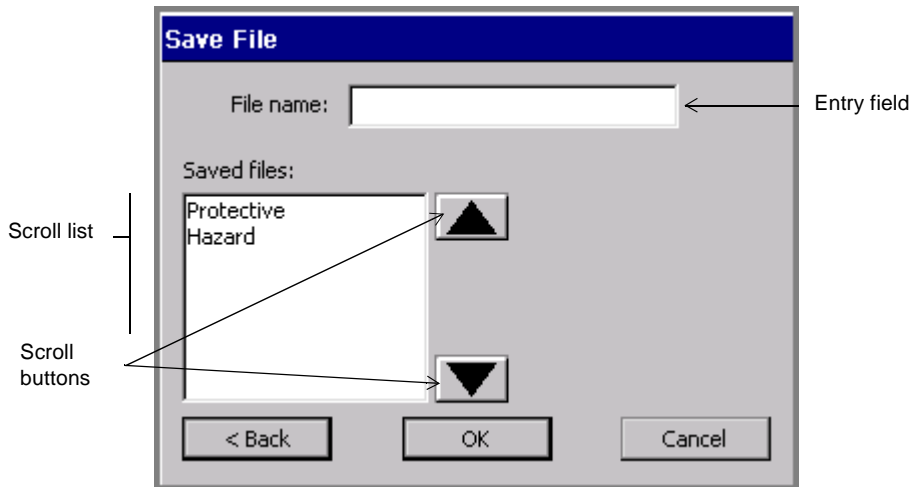 Save File
File name:
Entry field
Saved files:
Scroll list
Protective
Hazard
Scroll
buttons
< Back
OK
Cancel